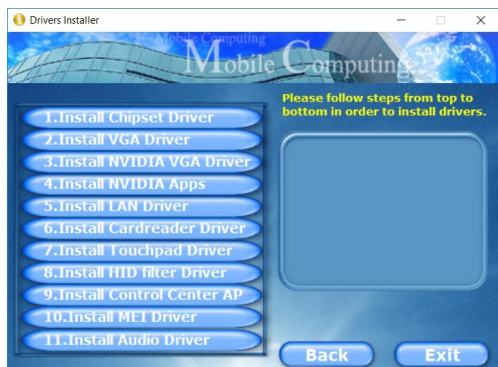 Drivers Installer
Mobile Computing
Mobile Computing
Please follow steps from top to
bottom in order to install drivers.
1.Install Chipset Driver
2.Install VGA Driver
3.Install NVIDIA VGA Driver
4.Install NVIDIA Apps
5.Install LAN Driver
6.Install Cardreader Driver
7.Install Touchpad Driver
8.Install HID filter Driver
9.Install Control Center AP
10.Install MEI Driver
11.Install Audio Driver
Back
Exit